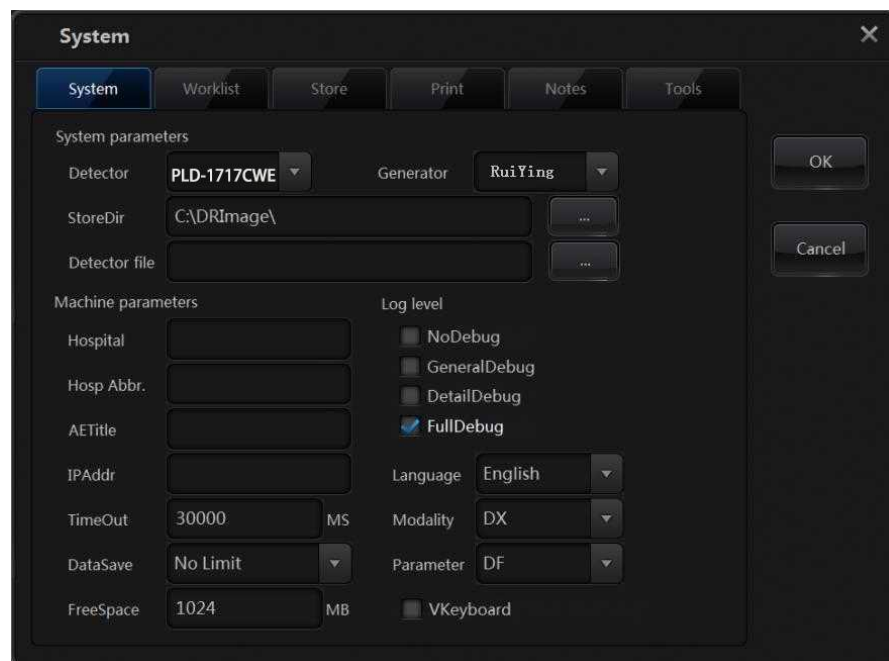 System
System Worklist Store Print Notes Tools
System parameters
Detector PLD-1717CWE Generator RuiYing
OK
StoreDir C:\DRImage\ ...
Detector file ...
Cancel
Machine parameters Log level
Hospital NoDebug
GeneralDebug
Hosp Abbr. DetailDebug
AETitle FullDebug
IPAddr Language English
TimeOut 30000 MS Modality DX
DataSave No Limit Parameter DF
FreeSpace 1024 MB VKeyboard